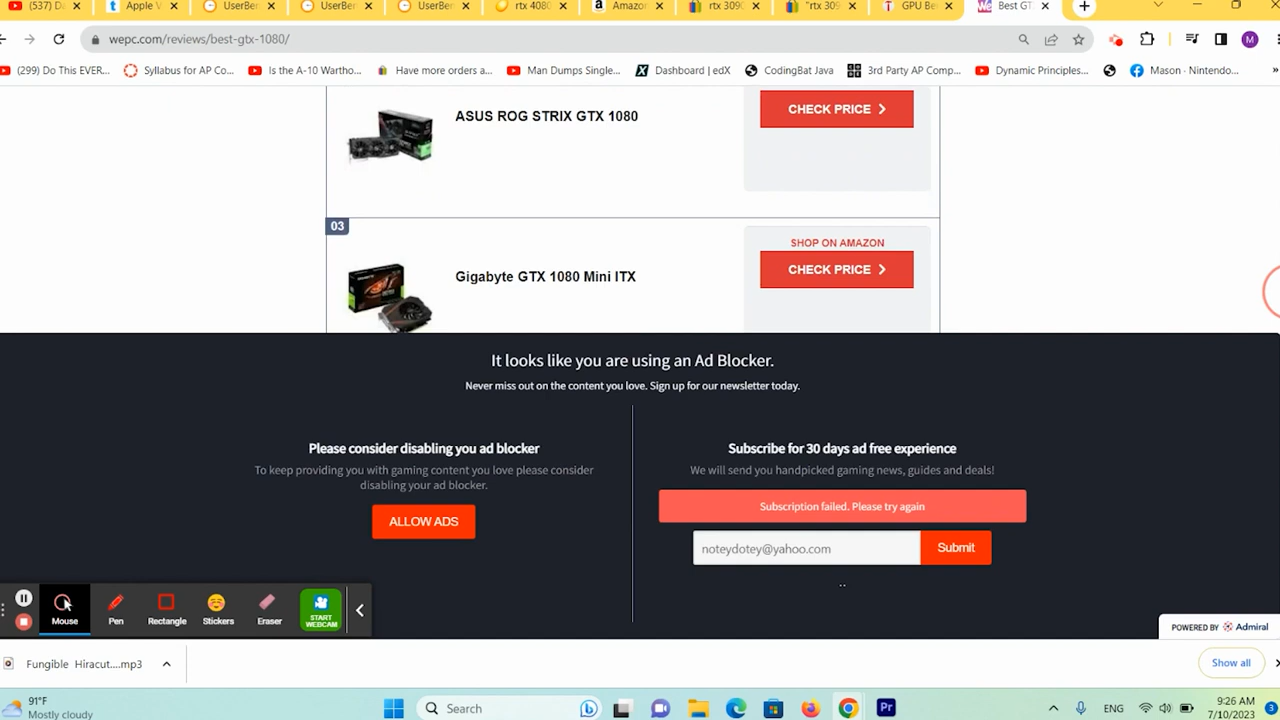 (537) Du
Apple V
UserBen
UserBen
UserBen
rtx 4080
Amazon
rtx 3090
"rtx 309
GPU Be
Best GT
wepc.com/reviews/best-gtx-1080/
M
(299) Do This EVER...
Syllabus for AP Co...
Is the A-10 Wartho...
Have more orders a...
Man Dumps Single...
Dashboard | edX
CodingBat Java
3rd Party AP Comp...
Dynamic Principles...
Mason · Nintendo...
»
ASUS ROG STRIX GTX 1080
CHECK PRICE
03
SHOP ON AMAZON
Gigabyte GTX 1080 Mini ITX
CHECK PRICE
It looks like you are using an Ad Blocker.
Never miss out on the content you love. Sign up for our newsletter today.
Please consider disabling you ad blocker
To keep providing you with gaming content you love please consider
disabling your ad blocker.
ALLOW ADS
Subscribe for 30 days ad free experience
We will send you handpicked gaming news, guides and deals!
Subscription failed. Please try again
noteydotey@yahoo.com
Submit
..
Mouse
Pen
Rectangle
Stickers
Eraser
START
WEBCAM
POWERED BY Admiral
Fungible Hiracut....mp3
Show all
91°F
Mostly cloudy
Search
Pr
ENG
9:26 AM
7/10/2023
3